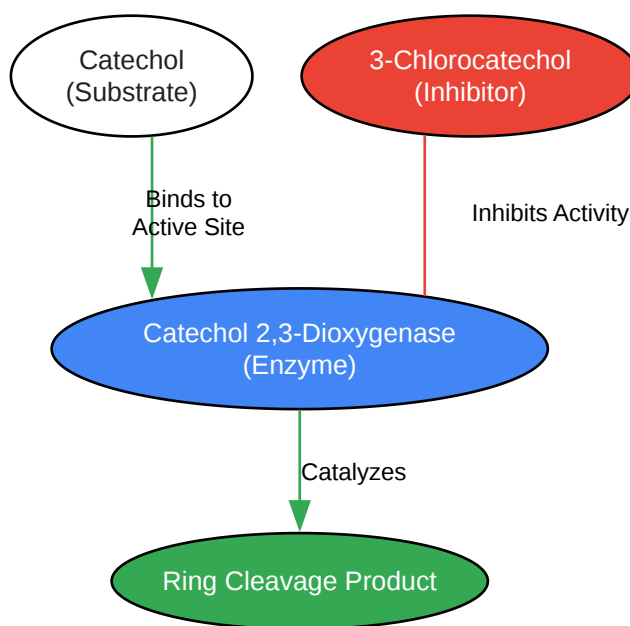 Catechol
(Substrate)
3-Chlorocatechol
(Inhibitor)
Binds to
Active Site
Inhibits Activity
Catechol 2,3-Dioxygenase
(Enzyme)
Catalyzes
Ring Cleavage Product